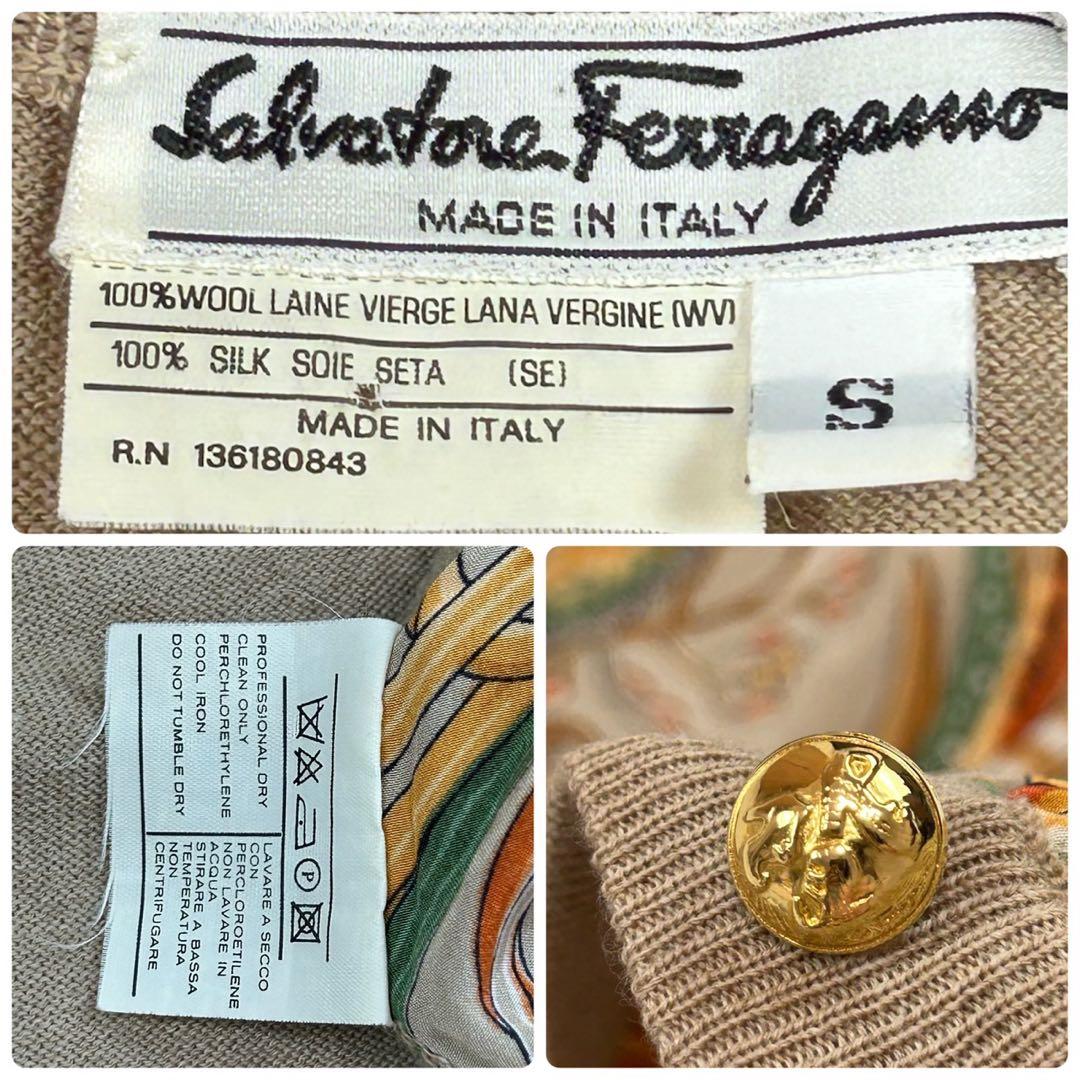 Salvatore Ferragamo
MADE IN ITALY
100%WOOL LAINE VIERGE LANA VERGINE (WV)
100% SILK SOIE SETA (SE)
MADE IN ITALY
R.N 136180843
S
P
PROFESSIONAL DRY
CLEAN ONLY
PERCHLORETHYLENE
COOL IRON
DO NOT TUMBLE DRY
LAVARE A SECCO
CON
PERCLOROETILENE
NON LAVARE IN
ACQUA
STIRARE A BASSA
TEMPERATURA
NON
CENTRIFUGARE